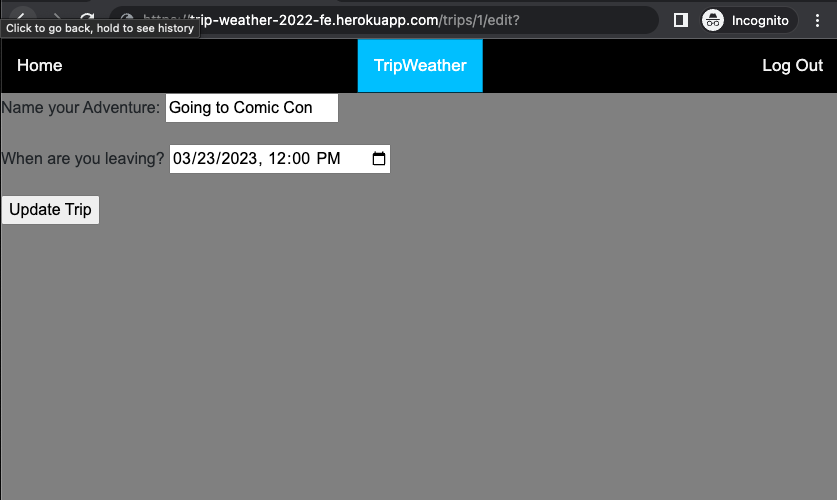 https://trip-weather-2022-fe.herokuapp.com/trips/1/edit?
Incognito
Click to go back, hold to see history
Home
TripWeather
Log Out
Name your Adventure: Going to Comic Con
When are you leaving? 03/23/2023, 12:00 PM
Update Trip